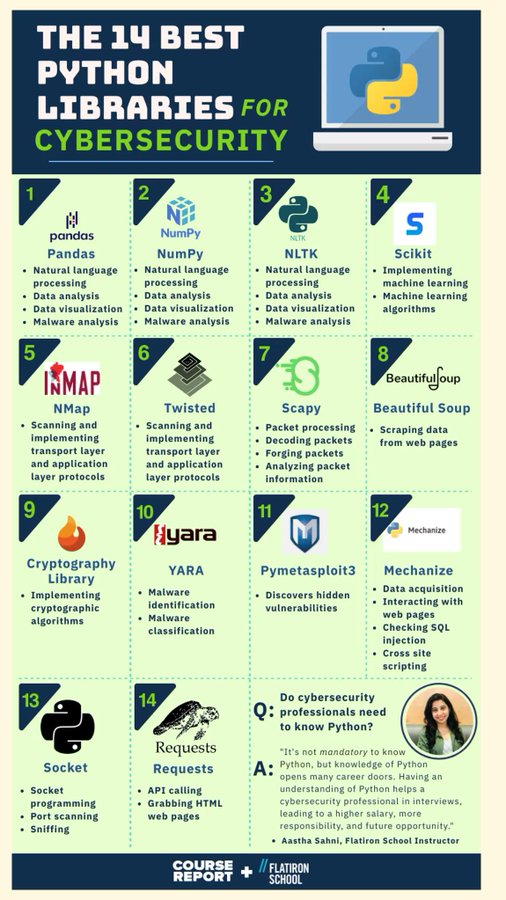 THE 14 BEST
PYTHON
LIBRARIES FOR
CYBERSECURITY
1
pandas
Pandas
• Natural language
processing
• Data analysis
• Data visualization
• Malware analysis
2
NumPy
NumPy
• Natural language
processing
• Data analysis
• Data visualization
• Malware analysis
3
NLTK
NLTK
• Natural language
processing
• Data analysis
• Data visualization
• Malware analysis
4
S
Scikit
• Implementing
machine learning
• Machine learning
algorithms
5
NMAP
NMap
• Scanning and
implementing
transport layer
and application
layer protocols
6
Twisted
• Scanning and
implementing
transport layer
and application
layer protocols
7
S
Scapy
• Packet processing
• Decoding packets
• Forging packets
• Analyzing packet
information
8
BeautifulSoup
Beautiful Soup
• Scraping data
from web pages
9
Cryptography
Library
• Implementing
cryptographic
algorithms
10
yara
YARA
• Malware
identification
• Malware
classification
11
M
Pymetasploit3
• Discovers hidden
vulnerabilities
12
Mechanize
Mechanize
• Data acquisition
• Interacting with
web pages
• Checking SQL
injection
• Cross site
scripting
13
Socket
• Socket
programming
• Port scanning
• Sniffing
14
Requests
Requests
• API calling
• Grabbing HTML
web pages
Q: Do cybersecurity
professionals need
to know Python?
A: "It's not mandatory to know
Python, but knowledge of Python
opens many career doors. Having an
understanding of Python helps a
cybersecurity professional in interviews,
leading to a higher salary, more
responsibility, and future opportunity."
• Aastha Sahni, Flatiron School Instructor
COURSE
REPORT + // FLATIRON
SCHOOL